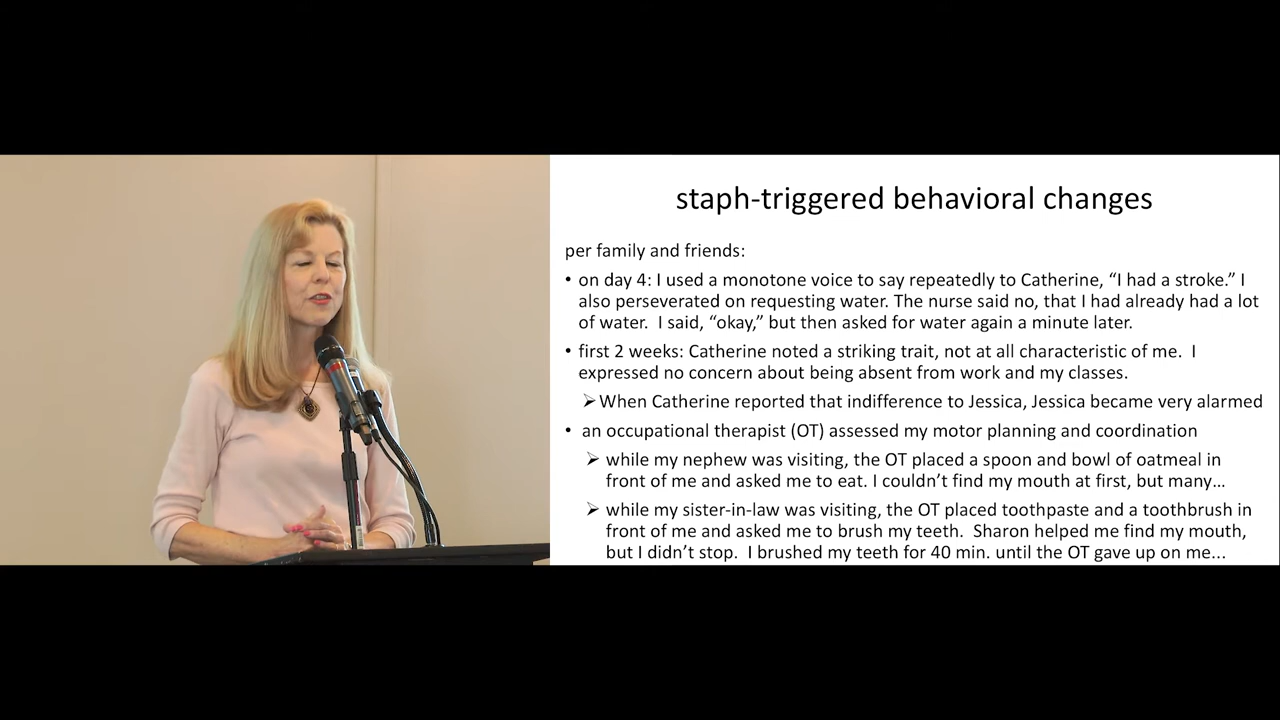 staph-triggered behavioral changes
per family and friends:
• on day 4: I used a monotone voice to say repeatedly to Catherine, “I had a stroke.” I
also perseverated on requesting water. The nurse said no, that I had already had a lot
of water.  I said, “okay,” but then asked for water again a minute later.
• first 2 weeks: Catherine noted a striking trait, not at all characteristic of me.  I
expressed no concern about being absent from work and my classes.
➢When Catherine reported that indifference to Jessica, Jessica became very alarmed
• an occupational therapist (OT) assessed my motor planning and coordination
➢ while my nephew was visiting, the OT placed a spoon and bowl of oatmeal in
front of me and asked me to eat. I couldn’t find my mouth at first, but many…
➢ while my sister-in-law was visiting, the OT placed toothpaste and a toothbrush in
front of me and asked me to brush my teeth.  Sharon helped me find my mouth,
but I didn’t stop.  I brushed my teeth for 40 min. until the OT gave up on me...